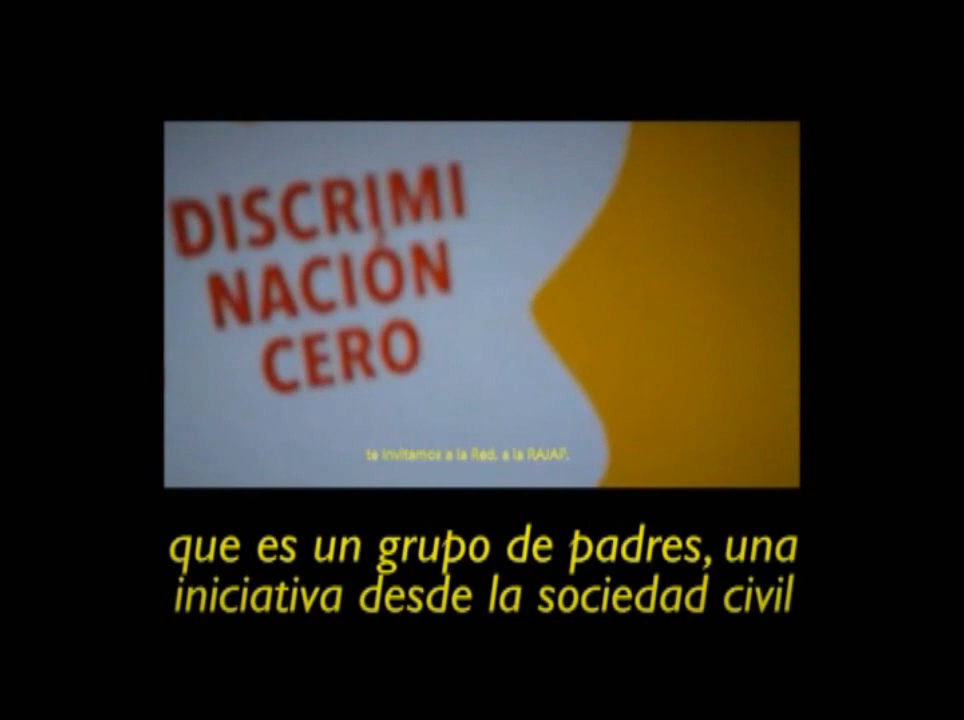 DISCRIMI
NACIÓN
CERO
te invitamos a la Red, a la RAJAP,
que es un grupo de padres, una
iniciativa desde la sociedad civil